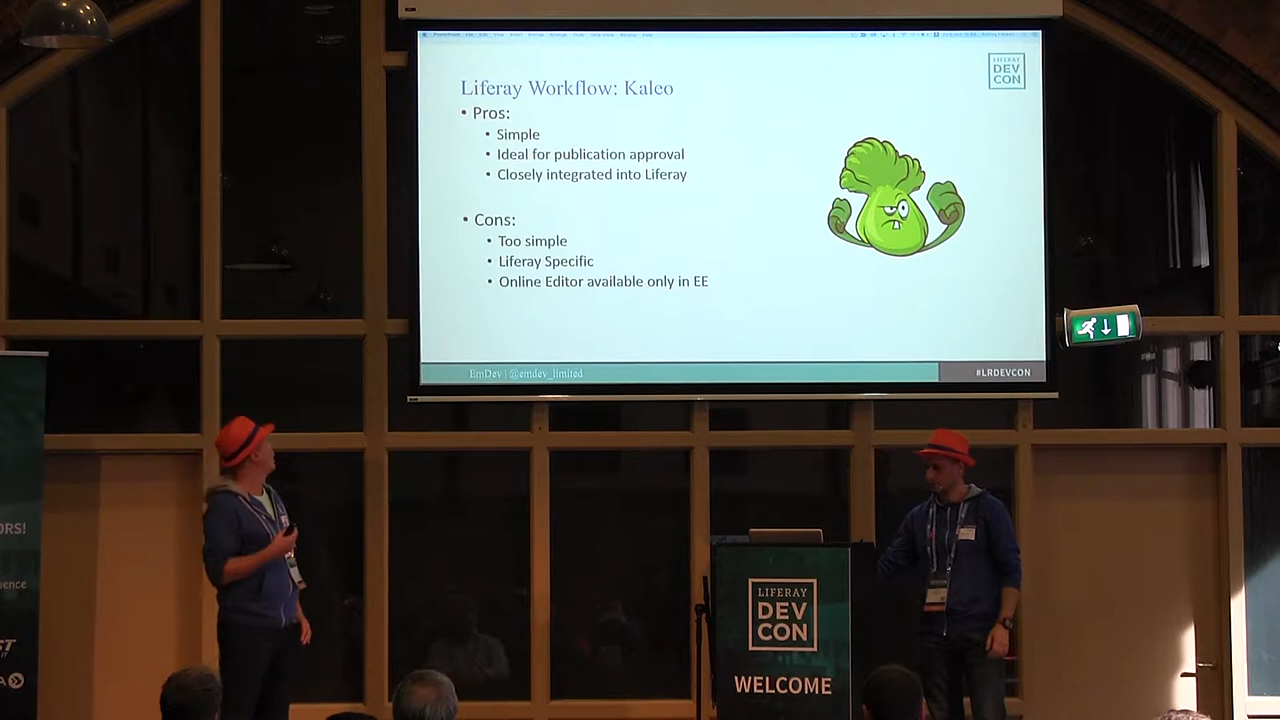 LIFERAY
DEV
CON
Liferay Workflow: Kaleo
• Pros:
• Simple
• Ideal for publication approval
• Closely integrated into Liferay
• Cons:
• Too simple
• Liferay Specific
• Online Editor available only in EE
EmDev | @emdev_limited
#LRDEVCON
ORS!
LIFERAY
DEV
CON
WELCOME